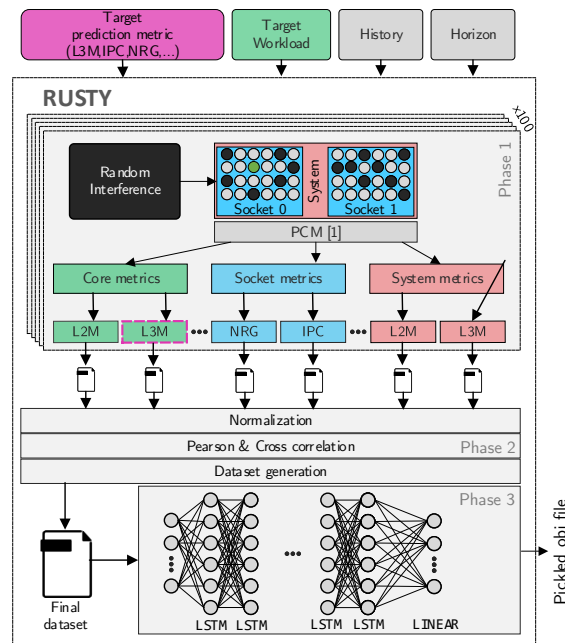 Target
prediction metric
(L3M,IPC,NRG,...)
Target
Workload
History
Horizon
RUSTY
x100
Phase 1
Random
Interference
System
Socket 0
Socket 1
PCM [1]
Core metrics
Socket metrics
System metrics
L2M
L3M
NRG
IPC
L2M
L3M
Normalization
Pearson & Cross correlation
Phase 2
Dataset generation
Phase 3
Final
dataset
LSTM
LSTM
LSTM
LSTM
LINEAR
Pickled obj file